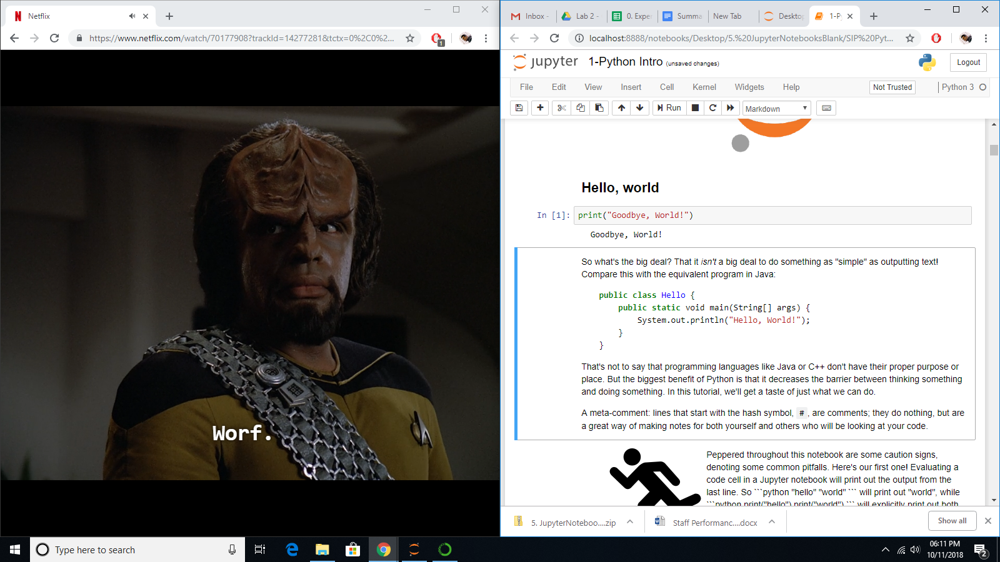 Netflix
https://www.netflix.com/watch/70177908?trackId=14277281&tctx=0%2C0%2...
1
Worf.
Inbox -
Lab 2 -
0. Exper
Summa
New Tab
Desktop
1-Py
localhost:8888/notebooks/Desktop/5.%20JupyterNotebooksBlank/SIP%20Pyt...
jupyter 1-Python Intro (unsaved changes)
Logout
File Edit View Insert Cell Kernel Widgets Help
Not Trusted
Python 3
Run
Markdown
Hello, world
In [1]: print("Goodbye, World!")
Goodbye, World!
So what's the big deal? That it isn't a big deal to do something as "simple" as outputting text!
Compare this with the equivalent program in Java:
public class Hello {
public static void main(String[] args) {
System.out.println("Hello, World!");
}
}
That's not to say that programming languages like Java or C++ don't have their proper purpose or
place. But the biggest benefit of Python is that it decreases the barrier between thinking something
and doing something. In this tutorial, we'll get a taste of just what we can do.
A meta-comment: lines that start with the hash symbol, #, are comments; they do nothing, but are
a great way of making notes for both yourself and others who will be looking at your code.
Peppered throughout this notebook are some caution signs,
denoting some common pitfalls. Here's our first one! Evaluating a
code cell in a Jupyter notebook will print out the output from the
last line. So ```python "hello" "world" ``` will print out "world", while
```python print("hello") print("world") ``` will explicitly print out both
5. JupyterNoteboo....zip
Staff Performanc....docx
Show all
Type here to search
06:11 PM
10/11/2018
2